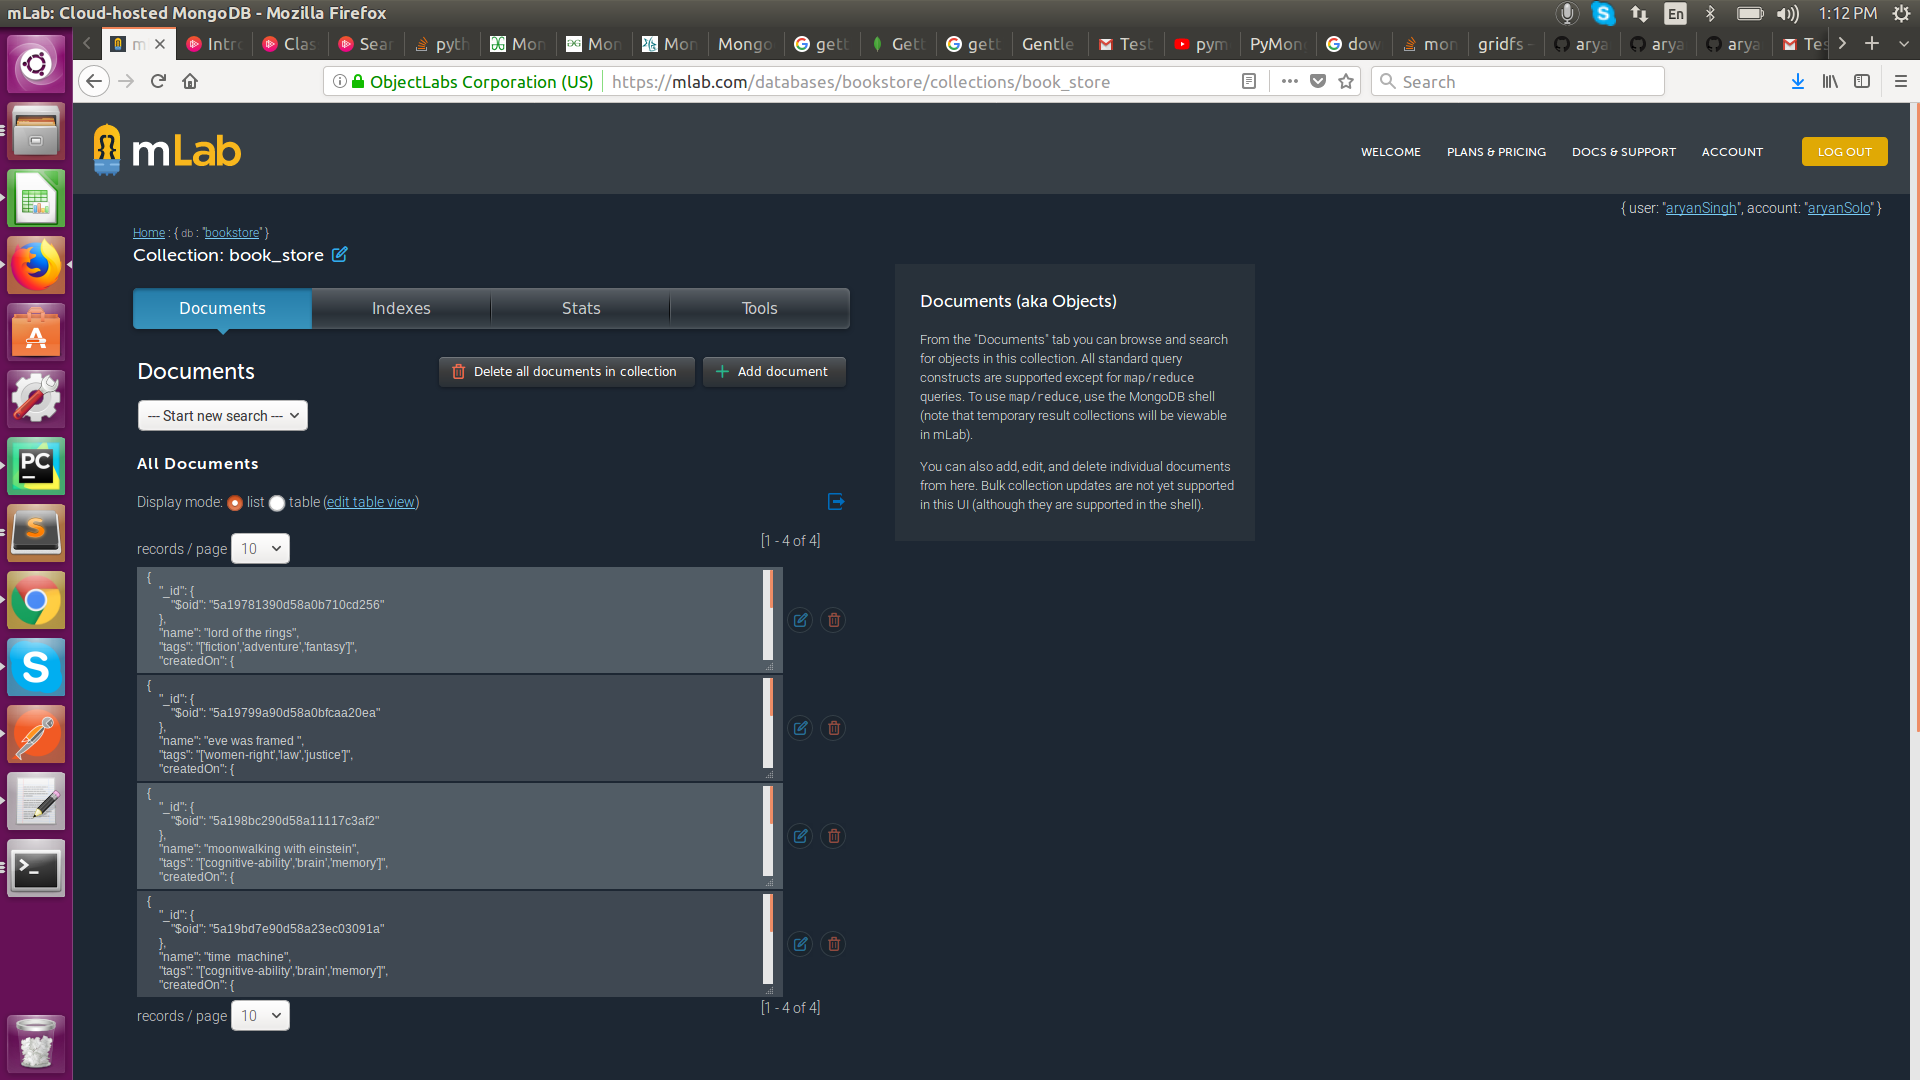 mLab: Cloud-hosted MongoDB - Mozilla Firefox
En
1:12 PM
m
Intr
Clas
Sear
pyth
Mon
Mon
Mon
Mongo
gett
Gett
gett
Gentle
Test
pym
PyMon
dow
mon
gridfs -
arya
arya
arya
Tes
ObjectLabs Corporation (US)
https://mlab.com/databases/bookstore/collections/book_store
Search
mLab
WELCOME
PLANS & PRICING
DOCS & SUPPORT
ACCOUNT
LOG OUT
{ user: "aryanSingh", account: "aryanSolo" }
Home : { db : "bookstore" }
Collection: book_store
Documents
Indexes
Stats
Tools
Documents
Delete all documents in collection
Add document
--- Start new search ---
All Documents
Display mode: list table (edit table view)
records / page 10
[1 - 4 of 4]
{
"_id": {
"$oid": "5a19781390d58a0b710cd256"
},
"name": "lord of the rings",
"tags": "['fiction','adventure','fantasy']",
"createdOn": {
{
"_id": {
"$oid": "5a19799a90d58a0bfcaa20ea"
},
"name": "eve was framed ",
"tags": "['women-right','law','justice']",
"createdOn": {
{
"_id": {
"$oid": "5a198bc290d58a11117c3af2"
},
"name": "moonwalking with einstein",
"tags": "['cognitive-ability','brain','memory']",
"createdOn": {
{
"_id": {
"$oid": "5a19bd7e90d58a23ec03091a"
},
"name": "time  machine",
"tags": "['cognitive-ability','brain','memory']",
"createdOn": {
records / page 10
[1 - 4 of 4]
Documents (aka Objects)
From the "Documents" tab you can browse and search
for objects in this collection. All standard query
constructs are supported except for map/reduce
queries. To use map/reduce, use the MongoDB shell
(note that temporary result collections will be viewable
in mLab).
You can also add, edit, and delete individual documents
from here. Bulk collection updates are not yet supported
in this UI (although they are supported in the shell).
A
PC
S
S
>_